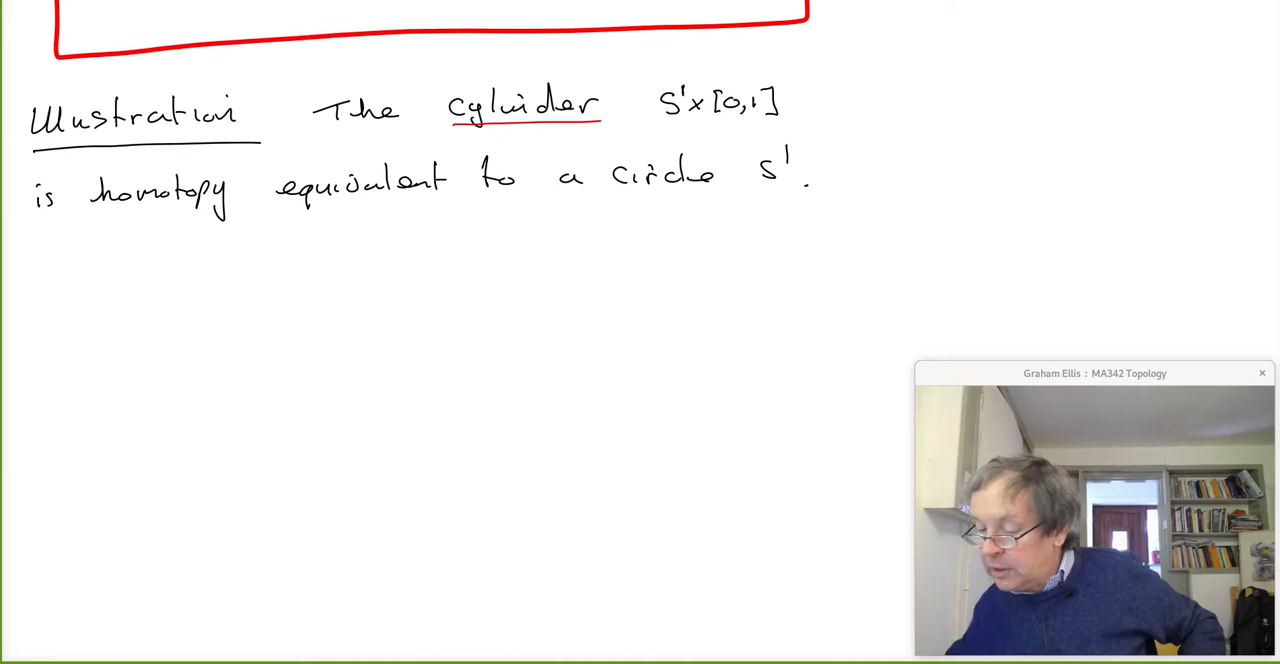 Illustration The cylinder S¹×[0,1]
is homotopy equivalent to a circle S¹.
Graham Ellis : MA342 Topology ×